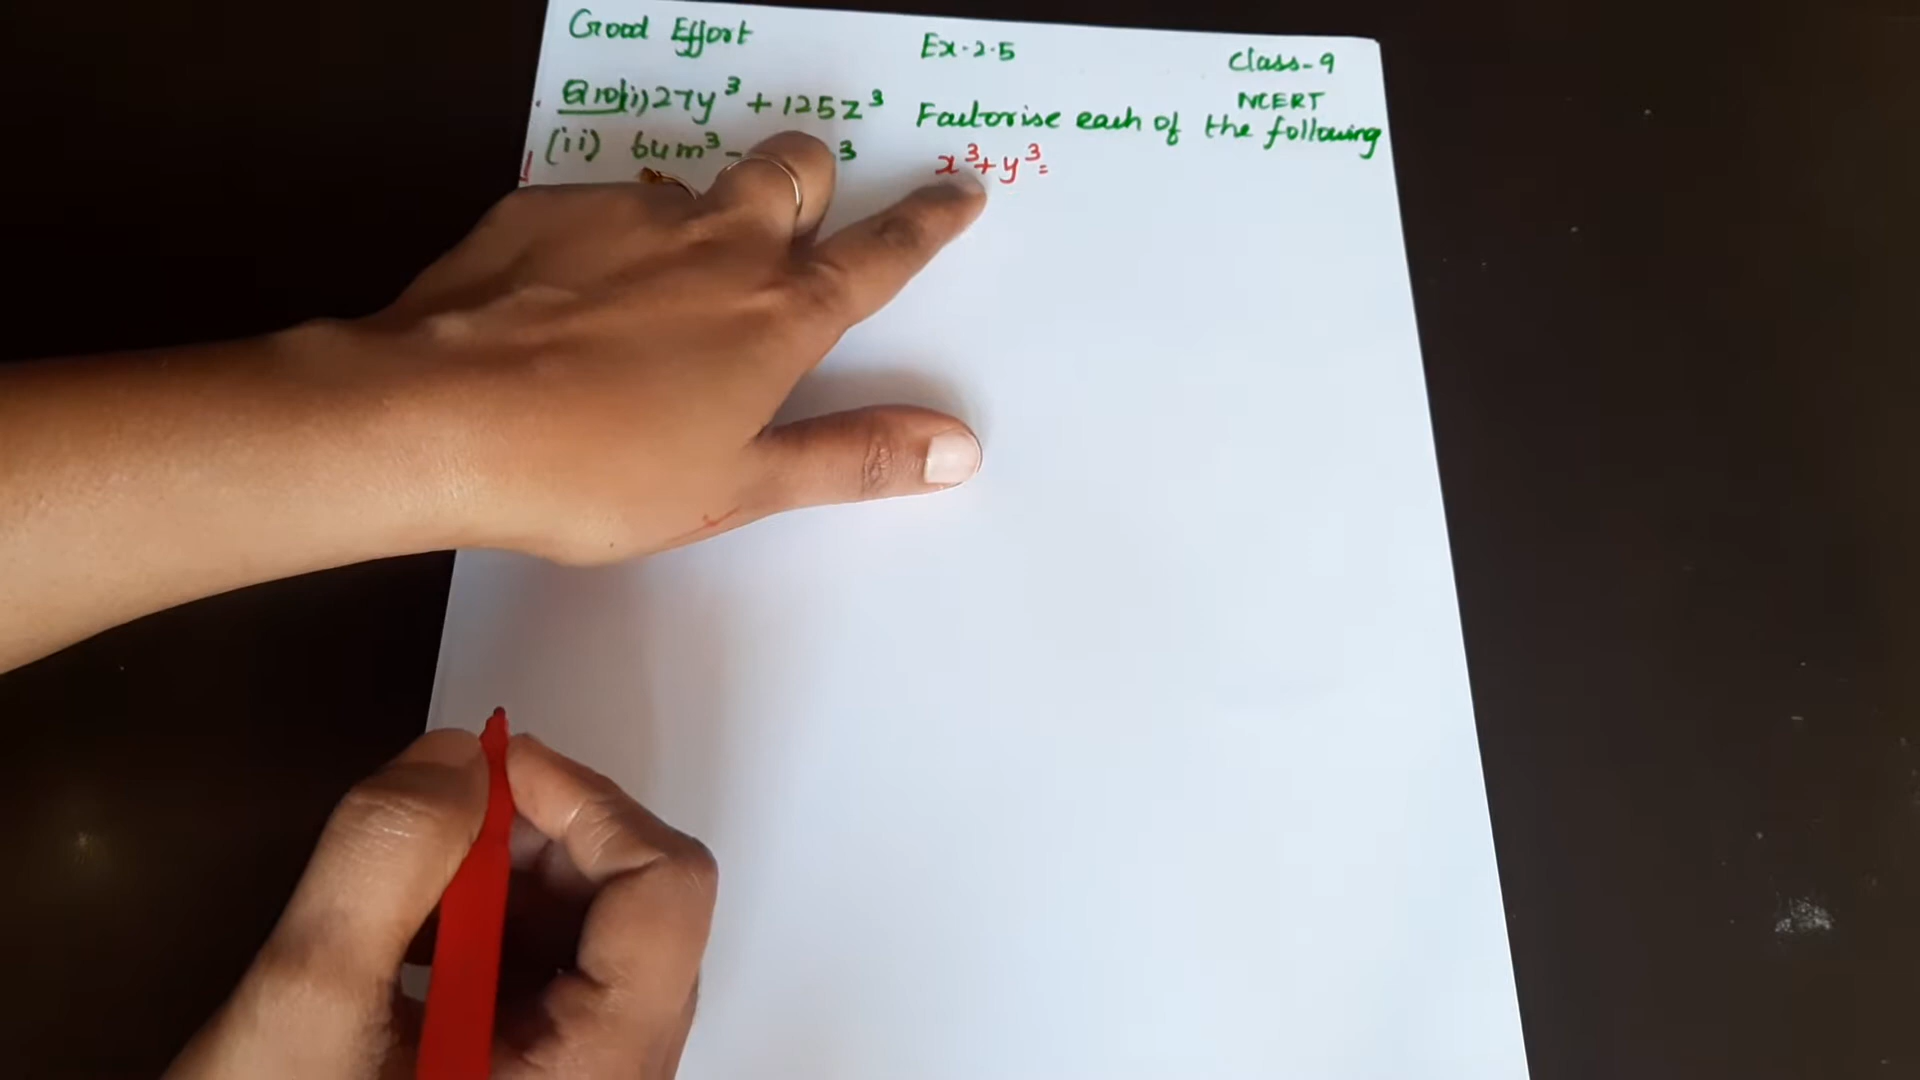 Good Effort Ex-2.5 Class-9
NCERT
Q10(i) 27y³ + 125z³ Factorise each of the following
(ii) 64m³ - ³ x³+y³=